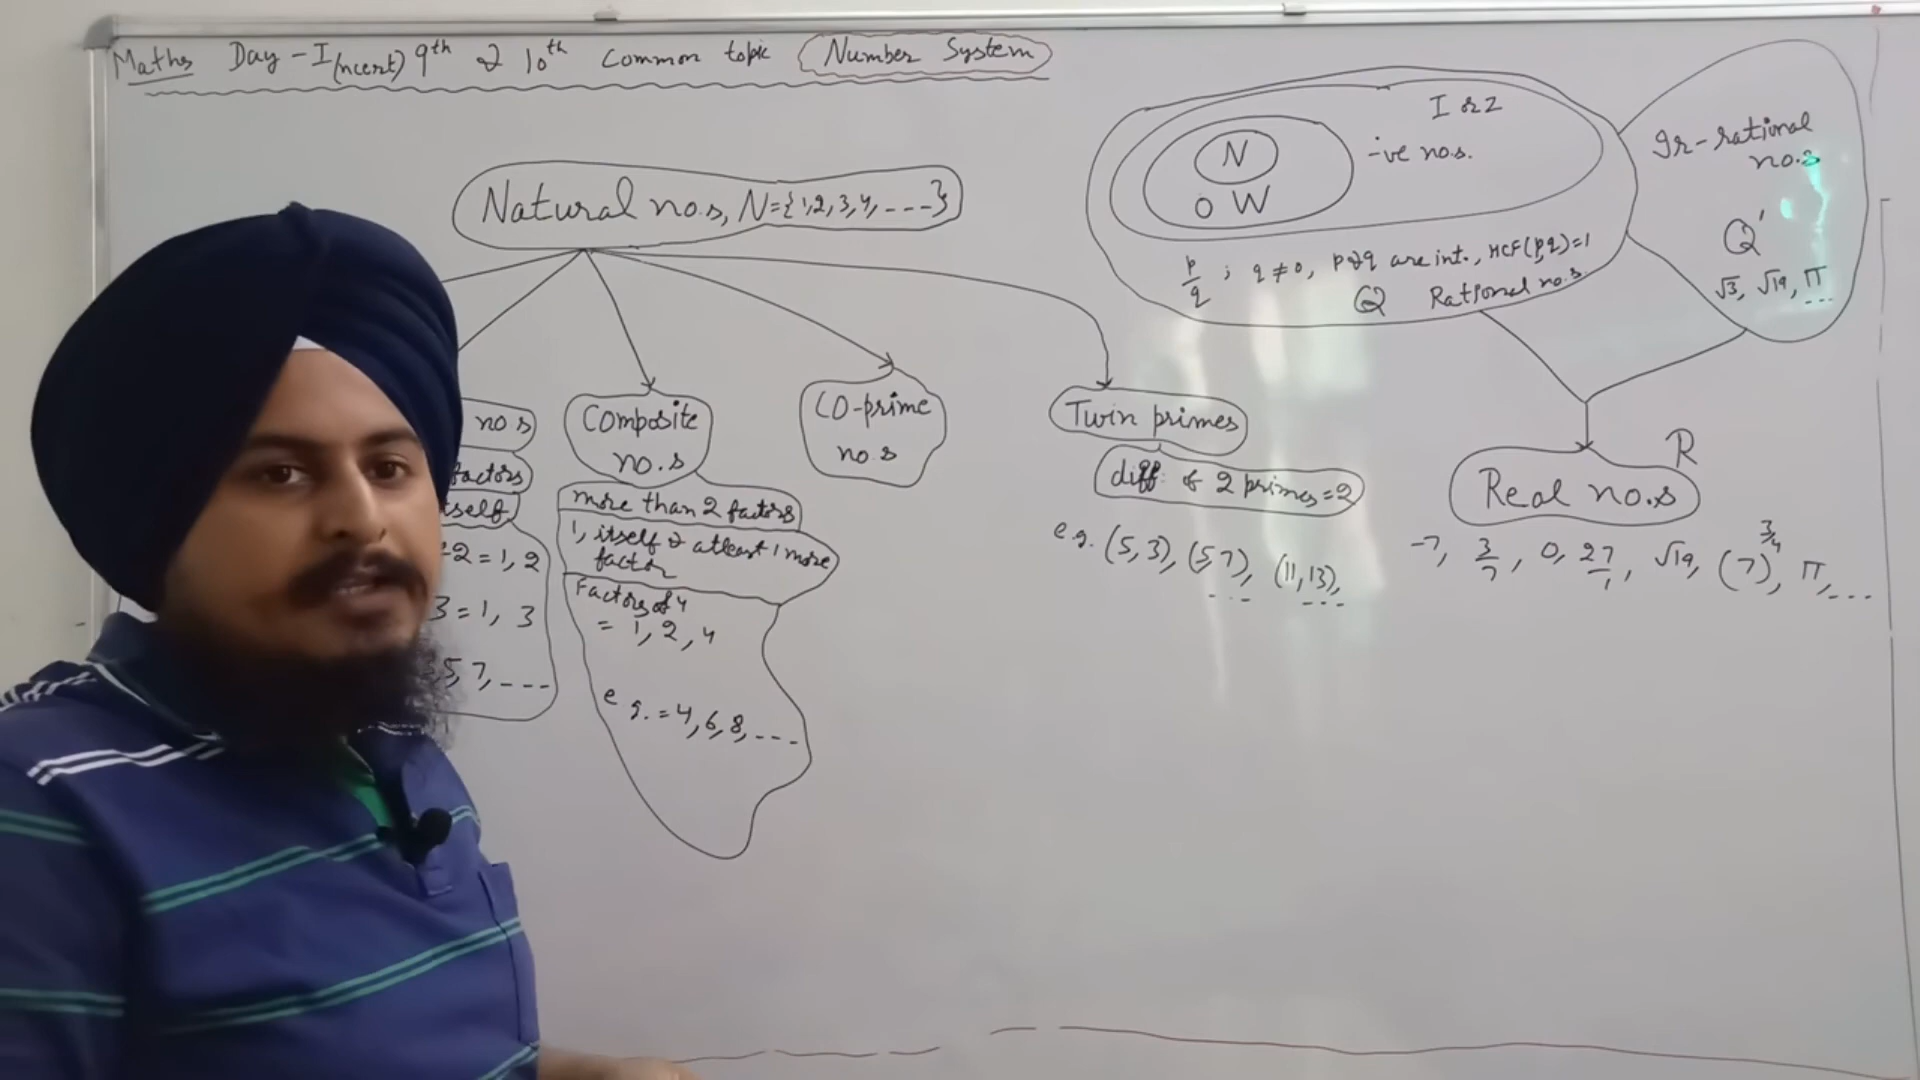 Maths Day - I (ncert) 9th & 10th Common topic Number System
Natural no.s, N={1,2,3,4,---}
no.s
factors
itself
2 = 1, 2
3 = 1, 3
5, 7, ---
Composite
no.s
more than 2 factors
1, itself & atleast 1 more
factor
Factors of 4
= 1, 2, 4
e.g. = 4, 6, 8, ---
CO-prime
no.s
Twin primes
diff. of 2 primes = 2
e.g. (5,3), (5,7), (11,13),
--- ---
I or Z
N
-ve no.s.
O W
p/q ; q ≠ 0, p & q are int., HCF(p,q)=1
Q Rational no.s.
Ir-rational
no.s
Q'
√3, √19, π
---
R
Real no.s
-7, 3/7, 0, 27/1, √19, (7)^3/4, π, ---